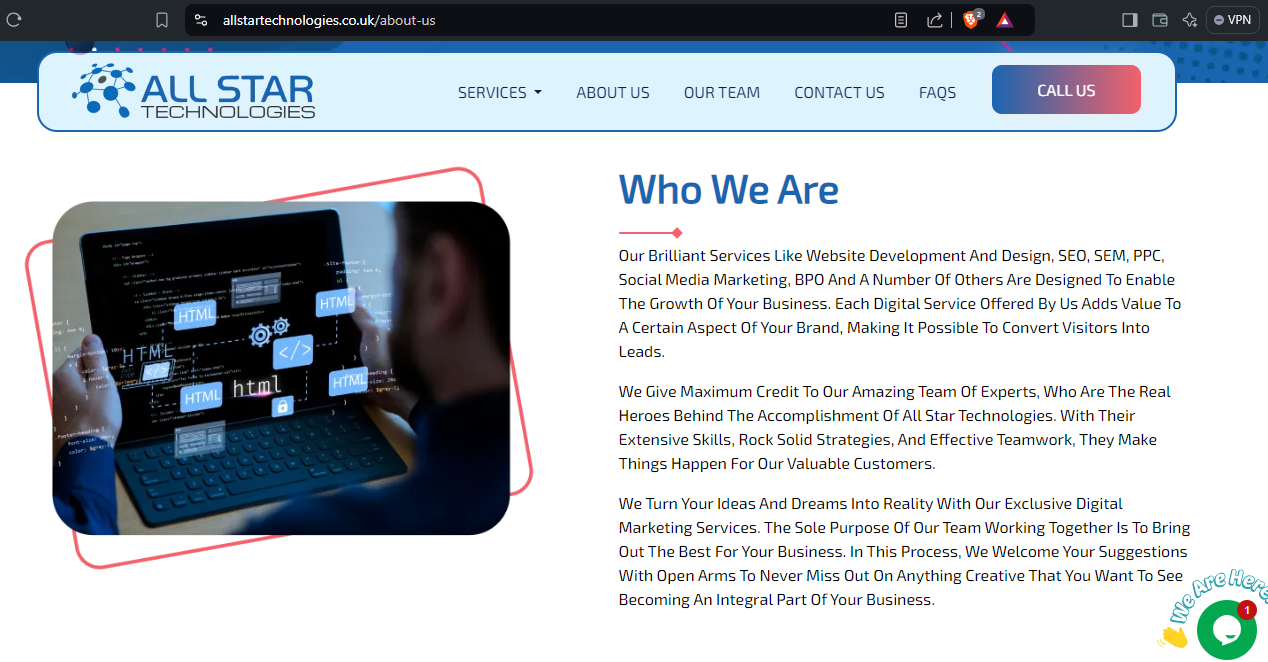 allstartechnologies.co.uk/about-us
2
VPN
ALL STAR
TECHNOLOGIES
SERVICES
ABOUT US
OUR TEAM
CONTACT US
FAQS
CALL US
Who We Are
Our Brilliant Services Like Website Development And Design, SEO, SEM, PPC,
Social Media Marketing, BPO And A Number Of Others Are Designed To Enable
The Growth Of Your Business. Each Digital Service Offered By Us Adds Value To
A Certain Aspect Of Your Brand, Making It Possible To Convert Visitors Into
Leads.
We Give Maximum Credit To Our Amazing Team Of Experts, Who Are The Real
Heroes Behind The Accomplishment Of All Star Technologies. With Their
Extensive Skills, Rock Solid Strategies, And Effective Teamwork, They Make
Things Happen For Our Valuable Customers.
We Turn Your Ideas And Dreams Into Reality With Our Exclusive Digital
Marketing Services. The Sole Purpose Of Our Team Working Together Is To Bring
Out The Best For Your Business. In This Process, We Welcome Your Suggestions
With Open Arms To Never Miss Out On Anything Creative That You Want To See
Becoming An Integral Part Of Your Business.
HTML
HTML
HTML
</>
</>
html
HTML
HTML
We Are Here!
1